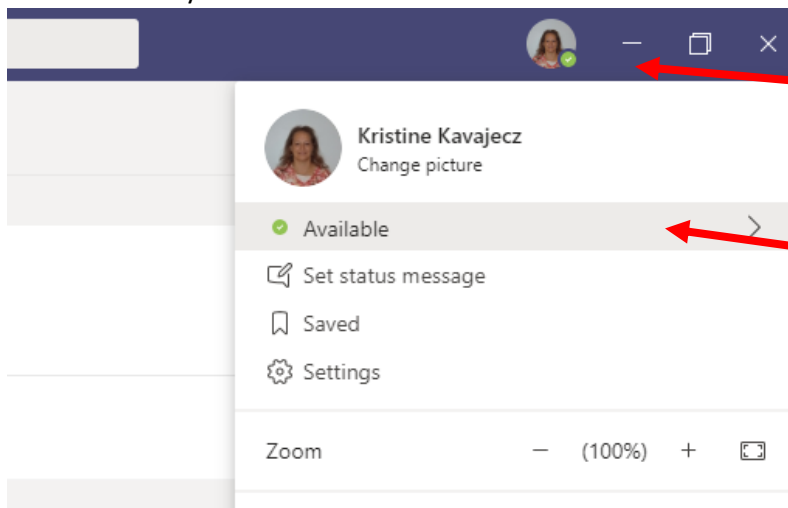 Kristine Kavajecz
Change picture
Available
Set status message
Saved
Settings
Zoom − (100%) +